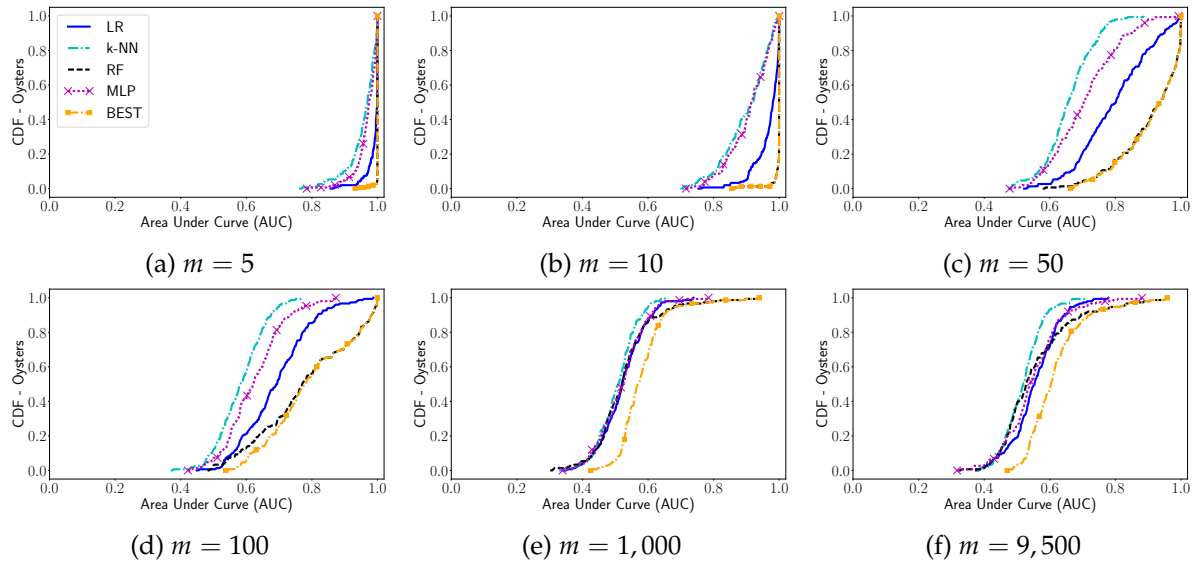 CDF - Oysters
1.0
0.8
0.6
0.4
0.2
0.0
LR
k-NN
RF
MLP
BEST
0.0 0.2 0.4 0.6 0.8 1.0
Area Under Curve (AUC)
(a) m = 5
CDF - Oysters
1.0
0.8
0.6
0.4
0.2
0.0
0.0 0.2 0.4 0.6 0.8 1.0
Area Under Curve (AUC)
(b) m = 10
CDF - Oysters
1.0
0.8
0.6
0.4
0.2
0.0
0.0 0.2 0.4 0.6 0.8 1.0
Area Under Curve (AUC)
(c) m = 50
CDF - Oysters
1.0
0.8
0.6
0.4
0.2
0.0
0.0 0.2 0.4 0.6 0.8 1.0
Area Under Curve (AUC)
(d) m = 100
CDF - Oysters
1.0
0.8
0.6
0.4
0.2
0.0
0.0 0.2 0.4 0.6 0.8 1.0
Area Under Curve (AUC)
(e) m = 1,000
CDF - Oysters
1.0
0.8
0.6
0.4
0.2
0.0
0.0 0.2 0.4 0.6 0.8 1.0
Area Under Curve (AUC)
(f) m = 9,500